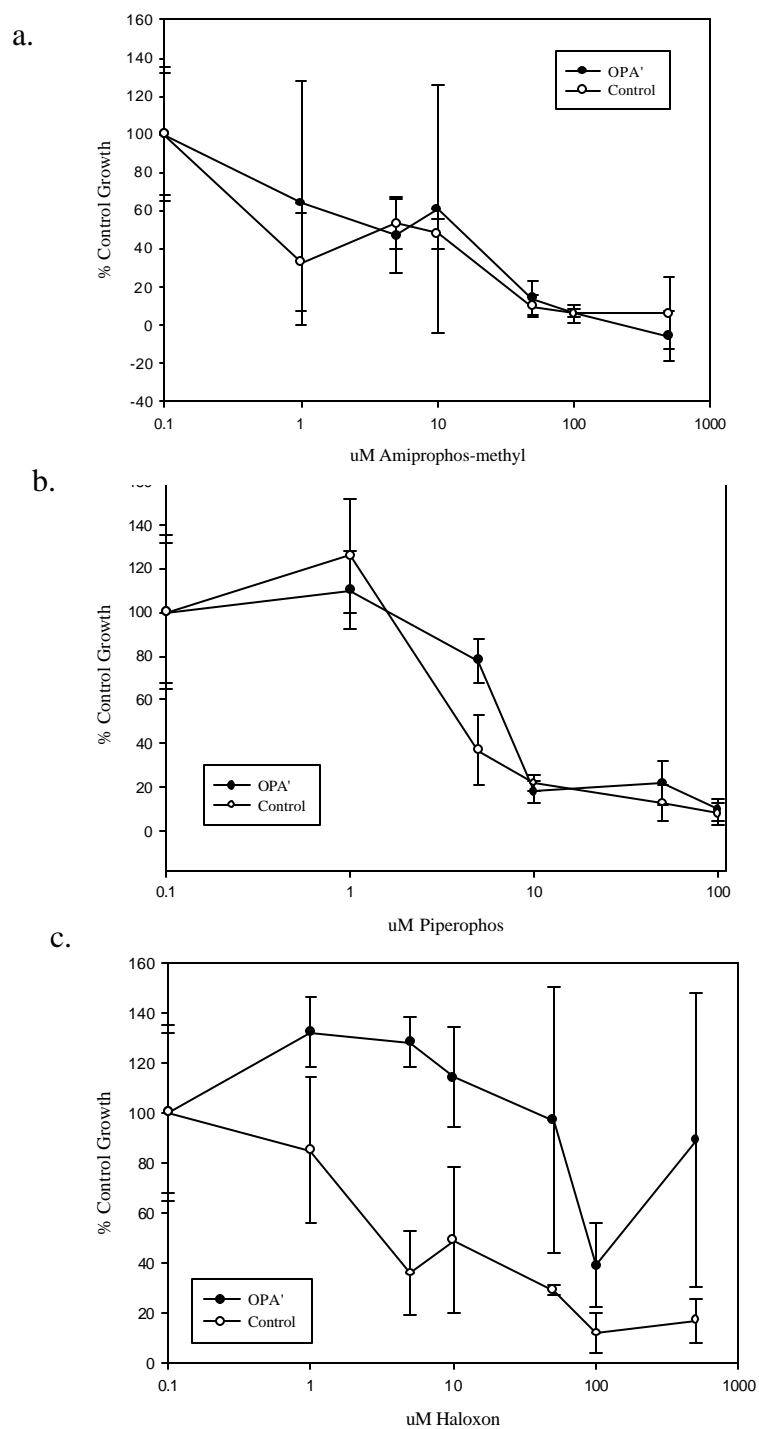 a.
160
140
120
100
80
60
40
20
0
-20
-40
% Control Growth
OPA'
Control
0.1 1 10 100 1000
uM Amiprophos-methyl
b.
140
120
100
80
60
40
20
0
% Control Growth
OPA'
Control
0.1 1 10 100
uM Piperophos
c.
160
140
120
100
80
60
40
20
0
% Control Growth
OPA'
Control
0.1 1 10 100 1000
uM Haloxon